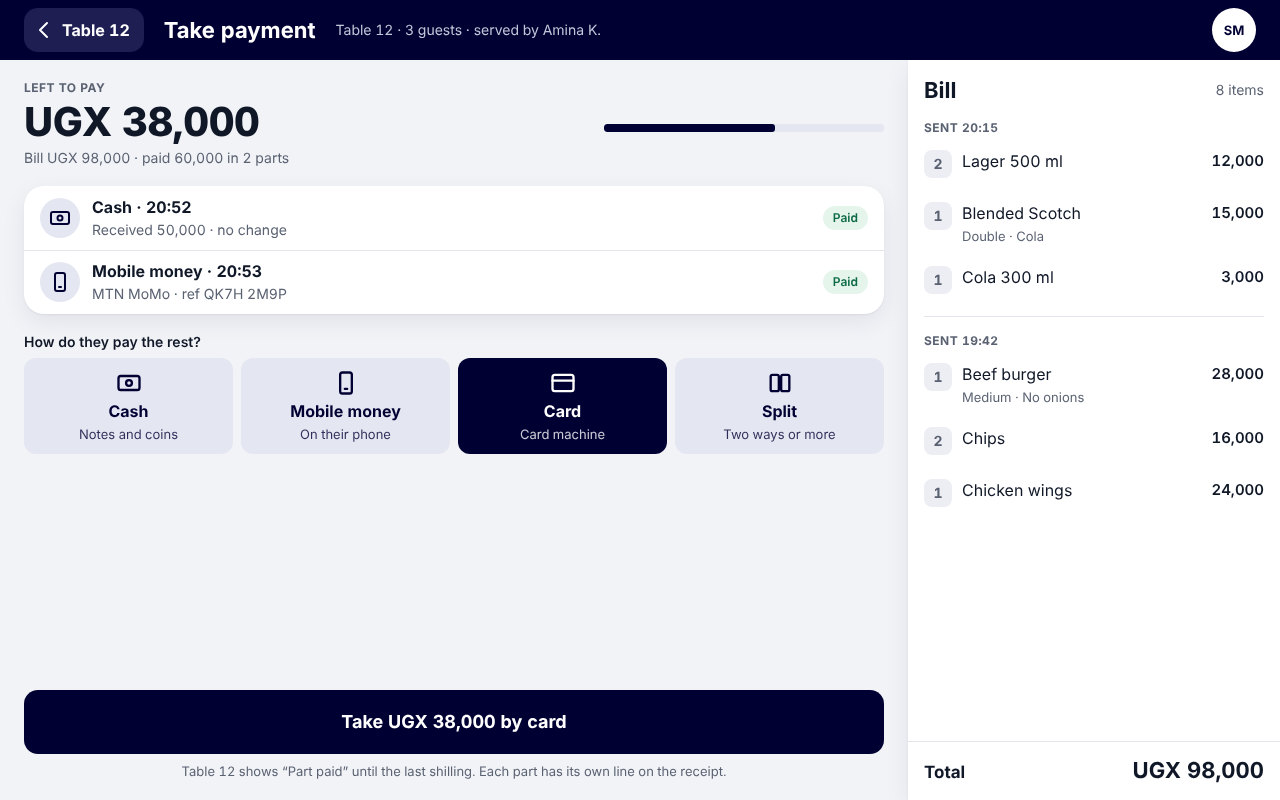 Table 12
Take payment
Table 12 · 3 guests · served by Amina K.
SM
LEFT TO PAY
UGX 38,000
Bill UGX 98,000 · paid 60,000 in 2 parts
Cash · 20:52
Received 50,000 · no change
Paid
Mobile money · 20:53
MTN MoMo · ref QK7H 2M9P
Paid
How do they pay the rest?
Cash
Notes and coins
Mobile money
On their phone
Card
Card machine
Split
Two ways or more
Take UGX 38,000 by card
Table 12 shows “Part paid” until the last shilling. Each part has its own line on the receipt.
Bill
8 items
SENT 20:15
2 Lager 500 ml 12,000
1 Blended Scotch 15,000
Double · Cola
1 Cola 300 ml 3,000
SENT 19:42
1 Beef burger 28,000
Medium · No onions
2 Chips 16,000
1 Chicken wings 24,000
Total UGX 98,000